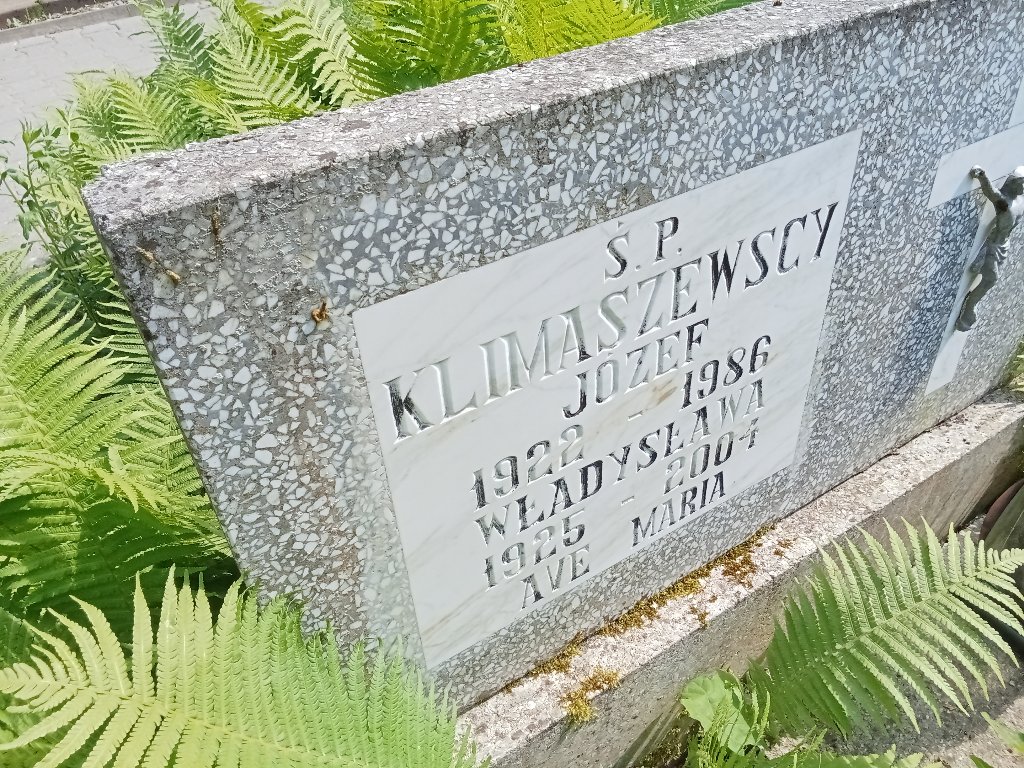 Ś.P.
KLIMASZEWSCY
JÓZEF
1922 - 1986
WŁADYSŁAWA
1925 - 2004
AVE MARIA